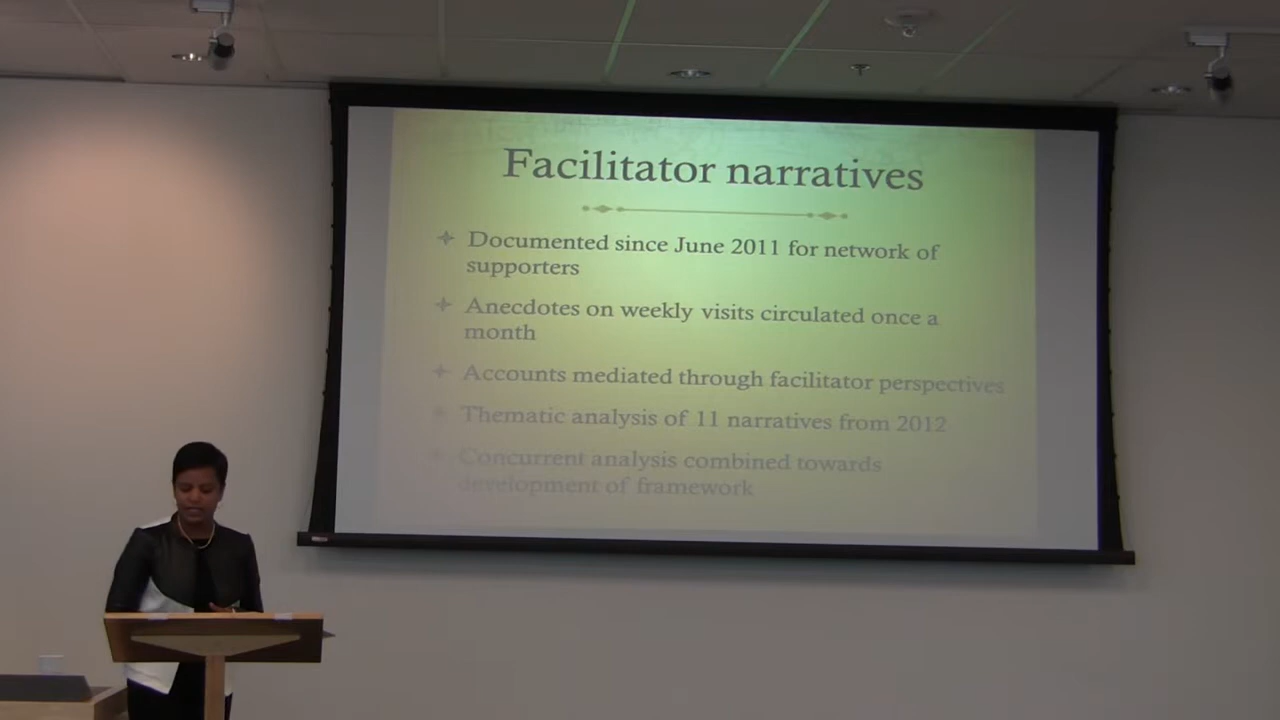 Facilitator narratives
Documented since June 2011 for network of
supporters
Anecdotes on weekly visits circulated once a
month
Accounts mediated through facilitator perspectives
Thematic analysis of 11 narratives from 2012
Concurrent analysis combined towards
development of framework